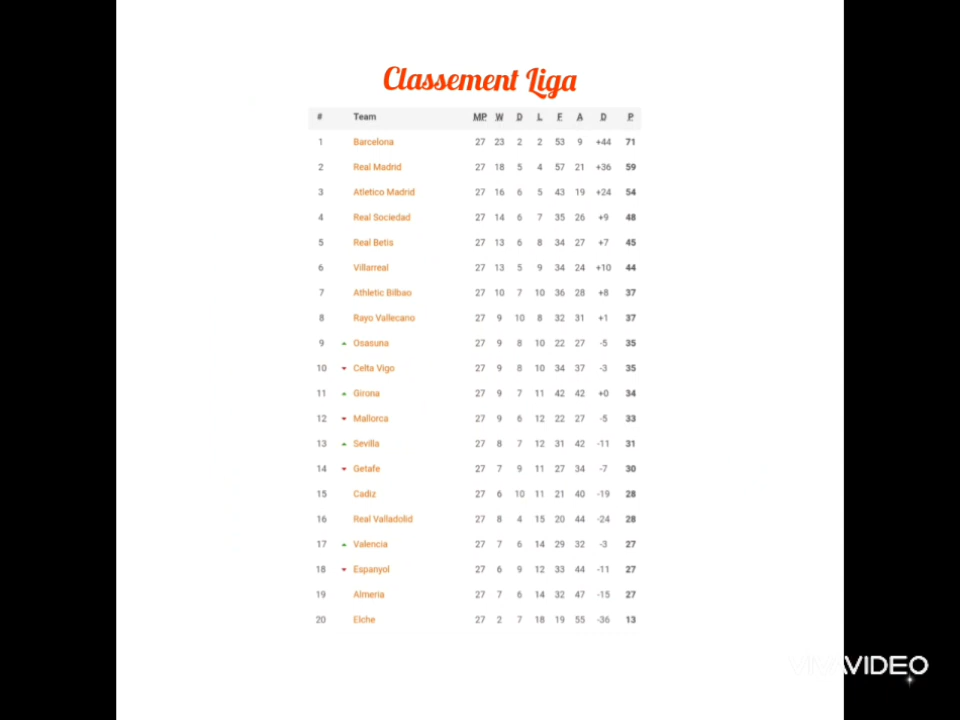 Classement Liga
# Team MP W D L F A D P
1 Barcelona 27 23 2 2 53 9 +44 71
2 Real Madrid 27 18 5 4 57 21 +36 59
3 Atletico Madrid 27 16 6 5 43 19 +24 54
4 Real Sociedad 27 14 6 7 35 26 +9 48
5 Real Betis 27 13 6 8 34 27 +7 45
6 Villarreal 27 13 5 9 34 24 +10 44
7 Athletic Bilbao 27 10 7 10 36 28 +8 37
8 Rayo Vallecano 27 9 10 8 32 31 +1 37
9 Osasuna 27 9 8 10 22 27 -5 35
10 Celta Vigo 27 9 8 10 34 37 -3 35
11 Girona 27 9 7 11 42 42 +0 34
12 Mallorca 27 9 6 12 22 27 -5 33
13 Sevilla 27 8 7 12 31 42 -11 31
14 Getafe 27 7 9 11 27 34 -7 30
15 Cadiz 27 6 10 11 21 40 -19 28
16 Real Valladolid 27 8 4 15 20 44 -24 28
17 Valencia 27 7 6 14 29 32 -3 27
18 Espanyol 27 6 9 12 33 44 -11 27
19 Almeria 27 7 6 14 32 47 -15 27
20 Elche 27 2 7 18 19 55 -36 13
VIVAVIDEO